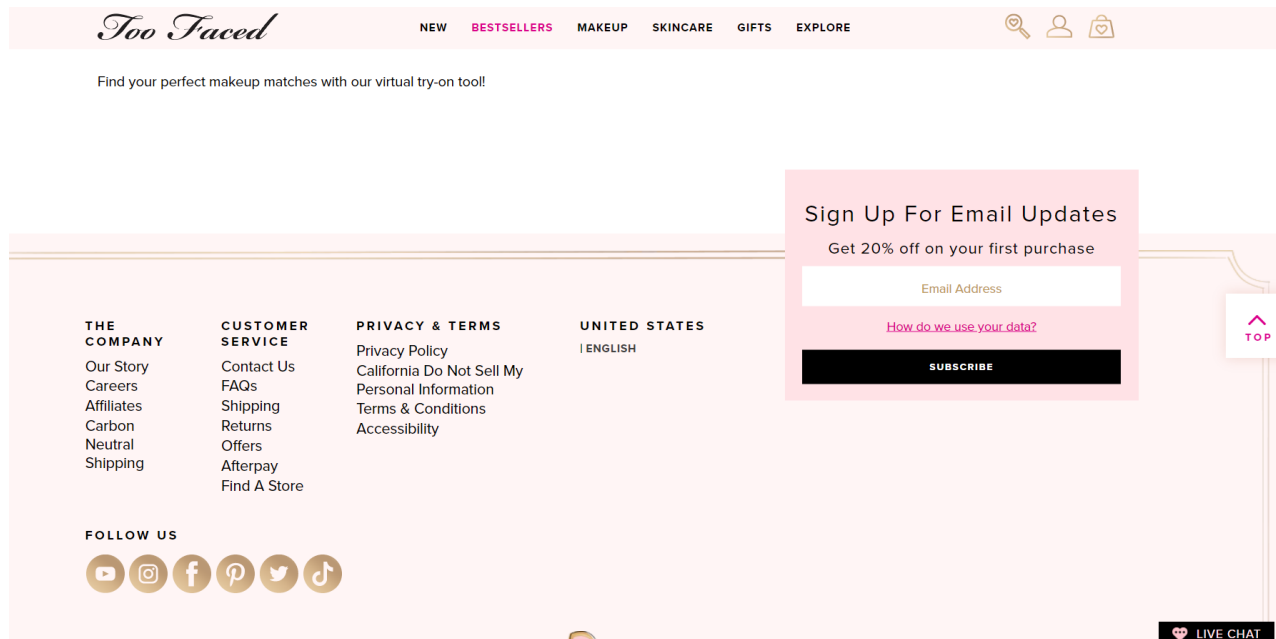 Too Faced
NEW BESTSELLERS MAKEUP SKINCARE GIFTS EXPLORE
Find your perfect makeup matches with our virtual try-on tool!
Sign Up For Email Updates
Get 20% off on your first purchase
Email Address
How do we use your data?
SUBSCRIBE
TOP
THE
COMPANY
Our Story
Careers
Affiliates
Carbon
Neutral
Shipping
CUSTOMER
SERVICE
Contact Us
FAQs
Shipping
Returns
Offers
Afterpay
Find A Store
PRIVACY & TERMS
Privacy Policy
California Do Not Sell My
Personal Information
Terms & Conditions
Accessibility
UNITED STATES
| ENGLISH
FOLLOW US
LIVE CHAT